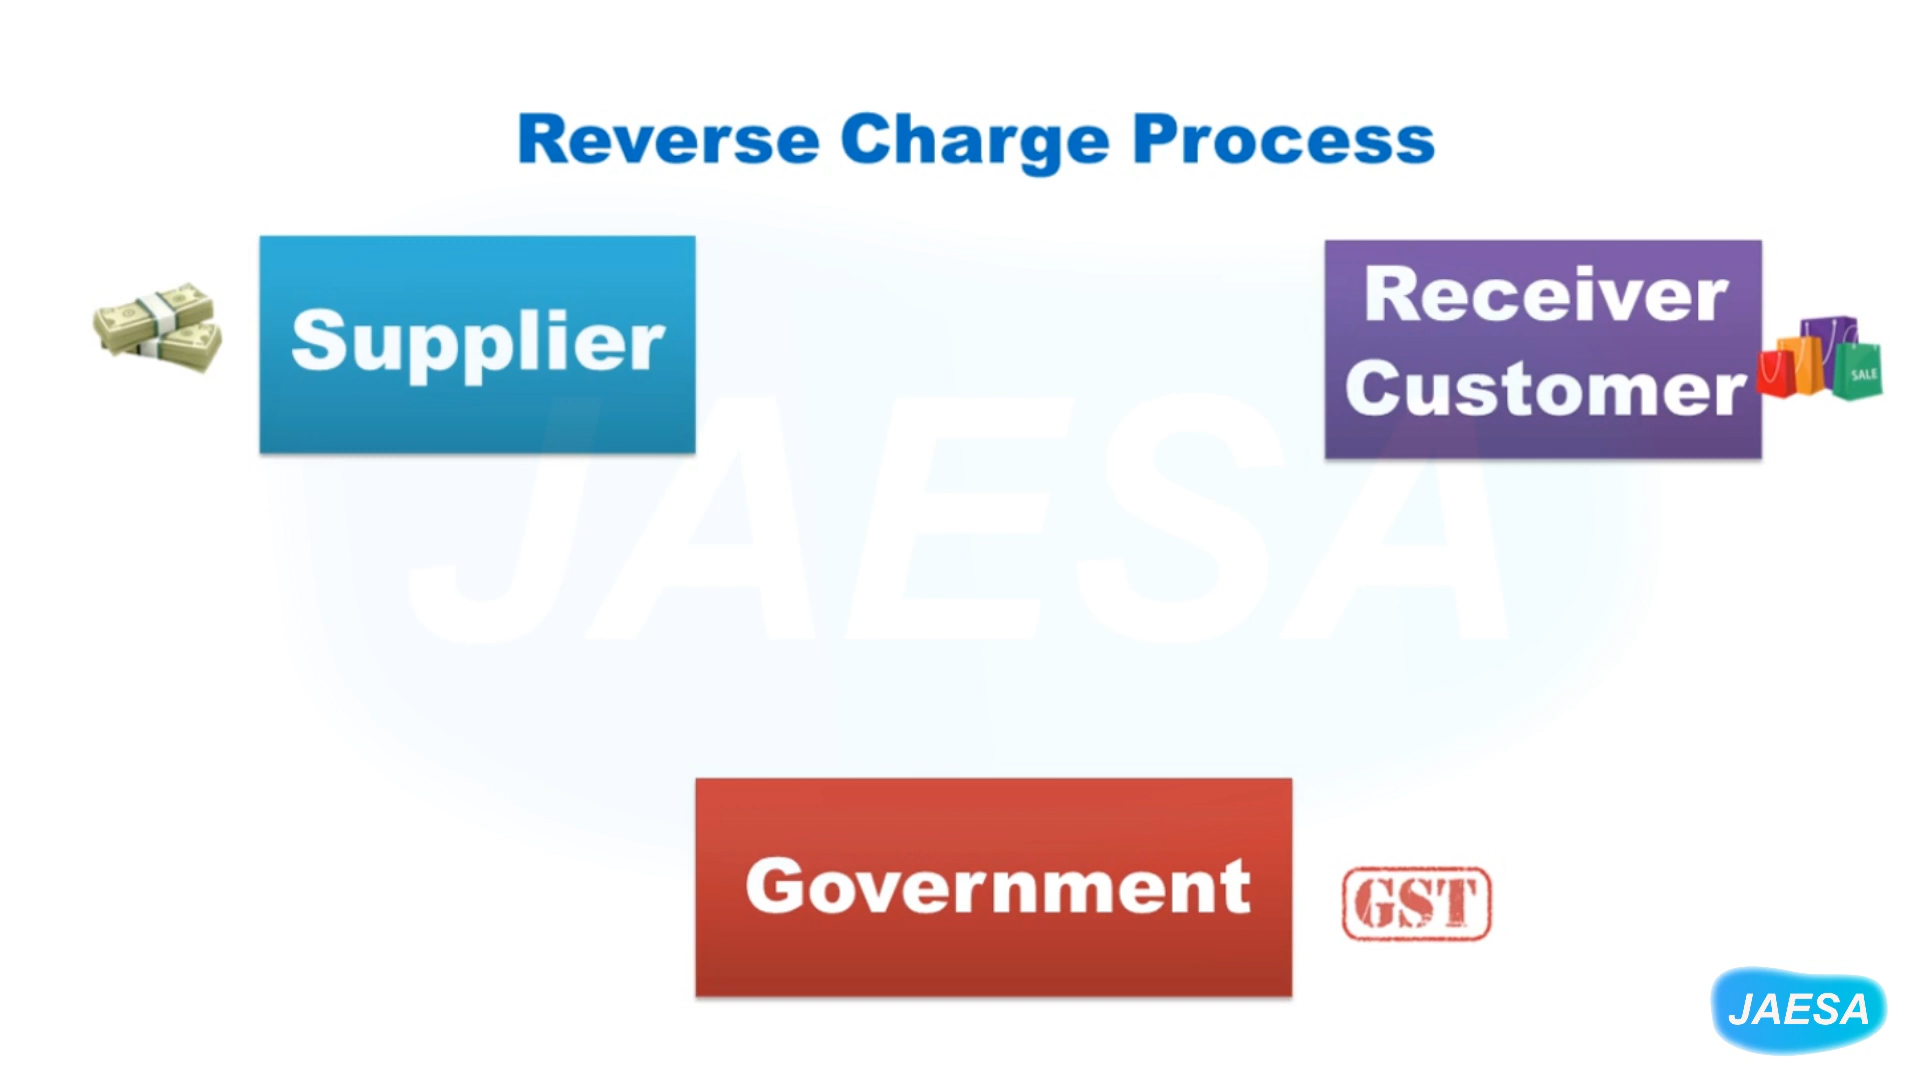 Reverse Charge Process
Supplier
Receiver
Customer
SALE
JAESA
Government
GST
JAESA